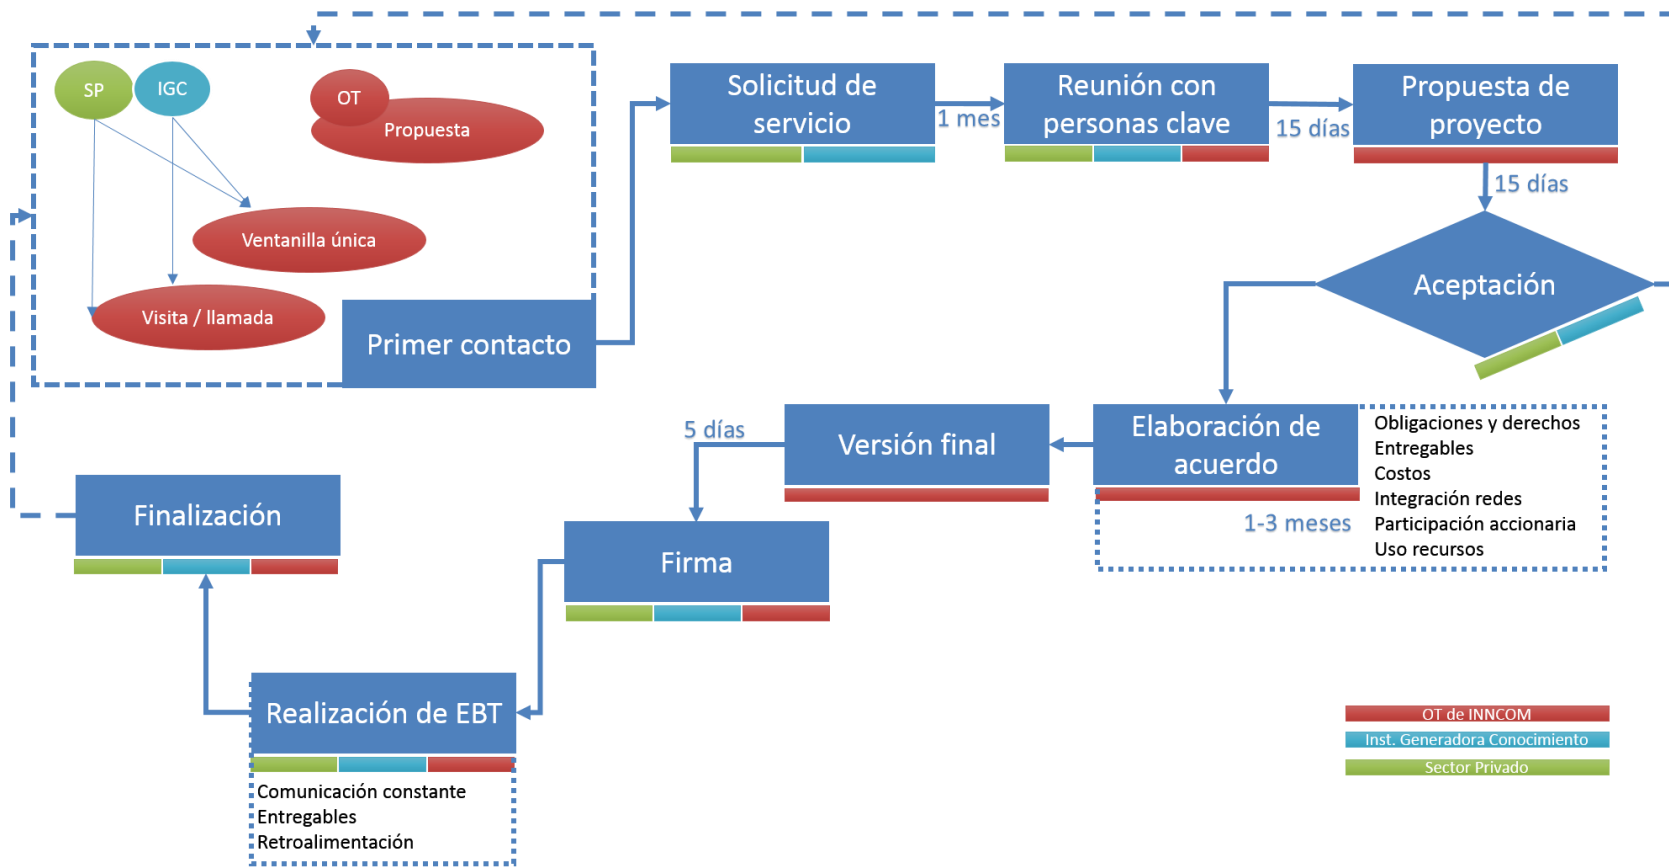 SP
IGC
OT
Propuesta
Ventanilla única
Visita / llamada
Primer contacto
Solicitud de
servicio
1 mes
Reunión con
personas clave
15 días
Propuesta de
proyecto
15 días
Aceptación
Elaboración de
acuerdo
1-3 meses
Obligaciones y derechos
Entregables
Costos
Integración redes
Participación accionaria
Uso recursos
Versión final
5 días
Firma
Realización de EBT
Comunicación constante
Entregables
Retroalimentación
Finalización
OT de INNCOM
Inst. Generadora Conocimiento
Sector Privado